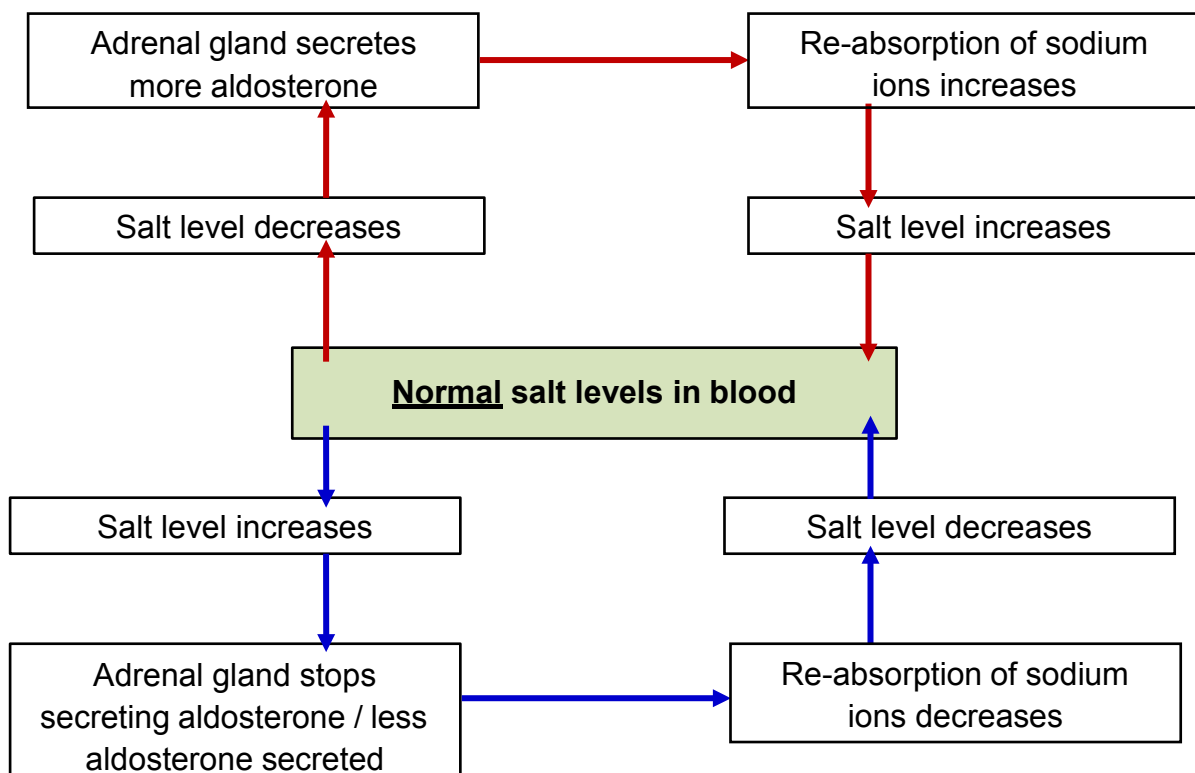 Adrenal gland secretes
more aldosterone
Re-absorption of sodium
ions increases
Salt level decreases
Salt level increases
Normal salt levels in blood
Salt level increases
Salt level decreases
Adrenal gland stops
secreting aldosterone / less
aldosterone secreted
Re-absorption of sodium
ions decreases